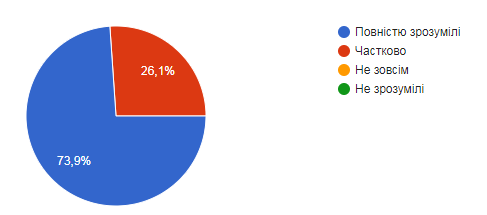 Повністю зрозумілі
Частково
Не зовсім
Не зрозумілі
26,1%
73,9%